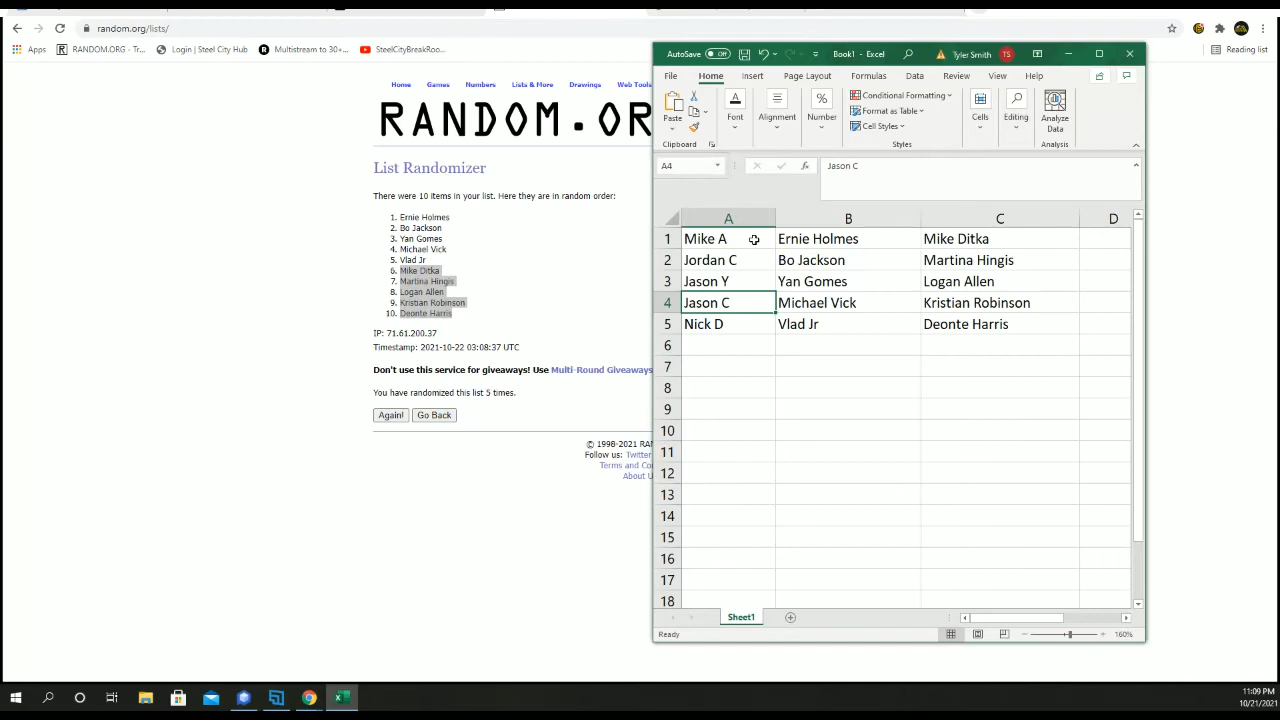 random.org/lists/
Apps
RANDOM.ORG - Tr...
Login | Steel City Hub
Multistream to 30+...
SteelCityBreakRoo...
Reading list
Home
Games
Numbers
Lists & More
Drawings
Web Tools
RANDOM.OR
List Randomizer
There were 10 items in your list. Here they are in random order:
1. Ernie Holmes
2. Bo Jackson
3. Yan Gomes
4. Michael Vick
5. Vlad Jr
6. Mike Ditka
7. Martina Hingis
8. Logan Allen
9. Kristian Robinson
10. Deonte Harris
IP: 71.61.200.37
Timestamp: 2021-10-22 03:08:37 UTC
Don't use this service for giveaways! Use Multi-Round Giveaways
You have randomized this list 5 times.
Again!
Go Back
© 1998-2021 RA
Follow us: Twitter
Terms and Co
About U
AutoSave
Off
Book1 - Excel
Tyler Smith
TS
File
Home
Insert
Page Layout
Formulas
Data
Review
View
Help
Paste
Clipboard
Font
Alignment
Number
Conditional Formatting
Format as Table
Cell Styles
Styles
Cells
Editing
Analyze
Data
Analysis
A4
fx
Jason C
A B C D
1 Mike A Ernie Holmes Mike Ditka
2 Jordan C Bo Jackson Martina Hingis
3 Jason Y Yan Gomes Logan Allen
4 Jason C Michael Vick Kristian Robinson
5 Nick D Vlad Jr Deonte Harris
6
7
8
9
10
11
12
13
14
15
16
17
18
Sheet1
Ready
160%
11:09 PM
10/21/2021